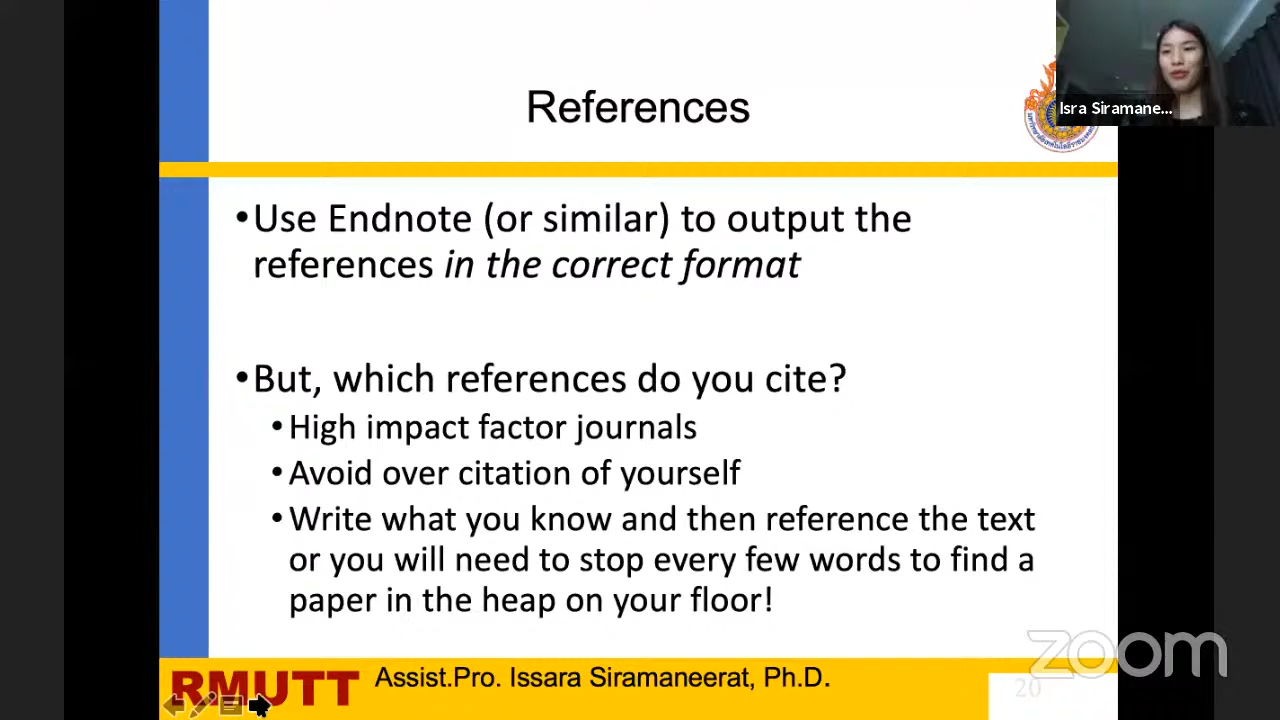 References
Isra Siramane...
•Use Endnote (or similar) to output the
references in the correct format
•But, which references do you cite?
•High impact factor journals
•Avoid over citation of yourself
•Write what you know and then reference the text
or you will need to stop every few words to find a
paper in the heap on your floor!
RMUTT
Assist.Pro. Issara Siramaneerat, Ph.D.
20
zoom